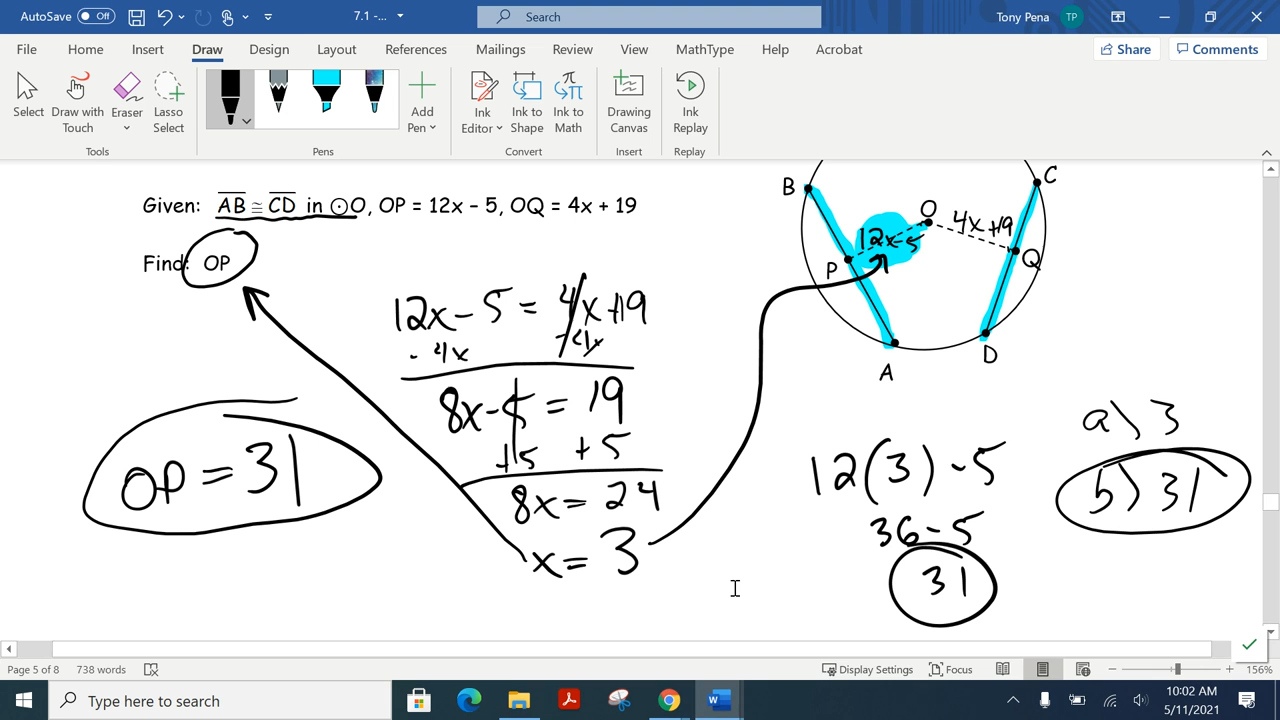 AutoSave Off 7.1 -... Search Tony Pena TP
File Home Insert Draw Design Layout References Mailings Review View MathType Help Acrobat Share Comments
Select Draw with Touch Eraser Lasso Select Add Pen Ink Editor Ink to Shape Ink to Math Drawing Canvas Ink Replay
Tools Pens Convert Insert Replay
Given: AB ≅ CD in ⊙O, OP = 12x – 5, OQ = 4x + 19
Find: OP
B C O P Q A D
12x-5
4x+19
12x - 5 = 4x+19
- 4x -4x
8x - 5 = 19
+5 +5
8x = 24
x = 3
OP = 31
12(3) - 5
36 - 5
31
a) 3
b) 31
Page 5 of 8 738 words Display Settings Focus 156%
Type here to search
10:02 AM
5/11/2021